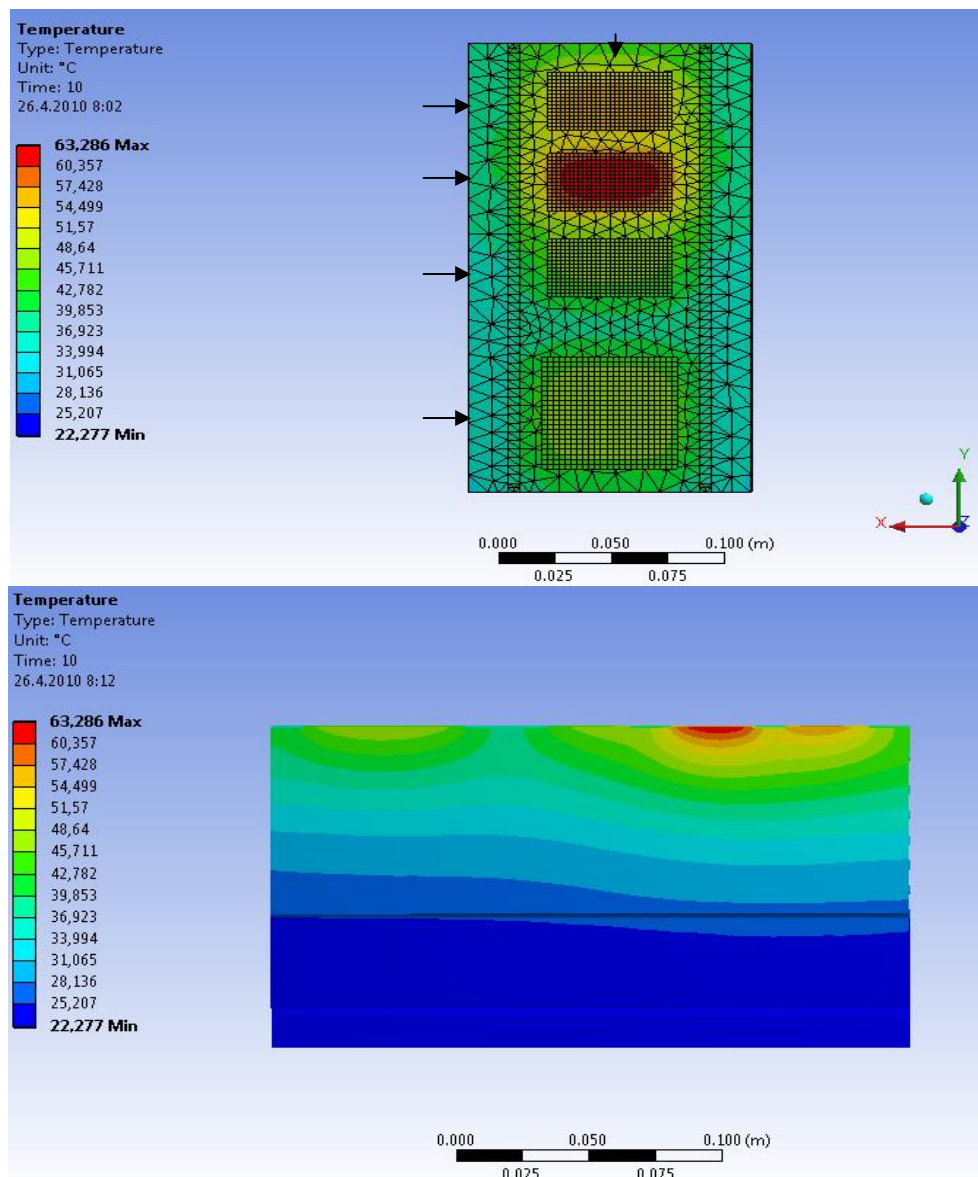 Temperature
Type: Temperature
Unit: °C
Time: 10
26.4.2010 8:02
63,286 Max
60,357
57,428
54,499
51,57
48,64
45,711
42,782
39,853
36,923
33,994
31,065
28,136
25,207
22,277 Min
Y
X
Z
0.000 0.050 0.100 (m)
0.025 0.075
Temperature
Type: Temperature
Unit: °C
Time: 10
26.4.2010 8:12
63,286 Max
60,357
57,428
54,499
51,57
48,64
45,711
42,782
39,853
36,923
33,994
31,065
28,136
25,207
22,277 Min
0.000 0.050 0.100 (m)
0.025 0.075